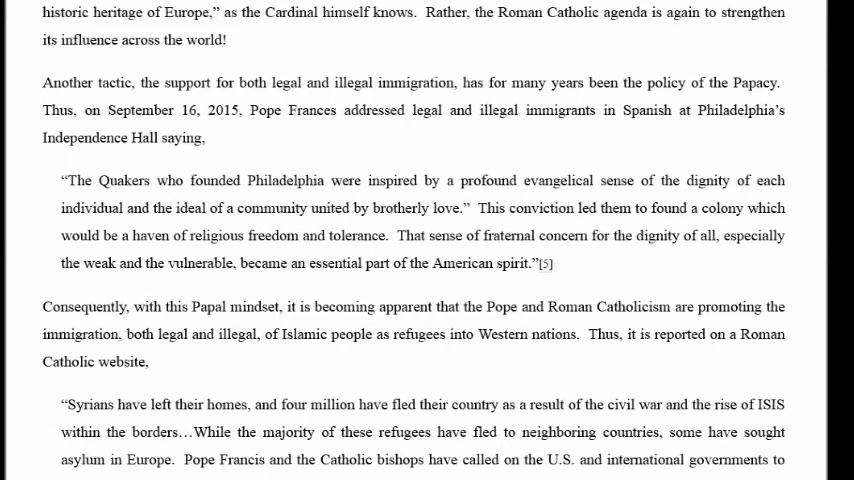 historic heritage of Europe,” as the Cardinal himself knows.  Rather, the Roman Catholic agenda is again to strengthen
its influence across the world!
Another tactic, the support for both legal and illegal immigration, has for many years been the policy of the Papacy.
Thus, on September 16, 2015, Pope Frances addressed legal and illegal immigrants in Spanish at Philadelphia’s
Independence Hall saying,
“The Quakers who founded Philadelphia were inspired by a profound evangelical sense of the dignity of each
individual and the ideal of a community united by brotherly love.”  This conviction led them to found a colony which
would be a haven of religious freedom and tolerance.  That sense of fraternal concern for the dignity of all, especially
the weak and the vulnerable, became an essential part of the American spirit.”[5]
Consequently, with this Papal mindset, it is becoming apparent that the Pope and Roman Catholicism are promoting the
immigration, both legal and illegal, of Islamic people as refugees into Western nations.  Thus, it is reported on a Roman
Catholic website,
“Syrians have left their homes, and four million have fled their country as a result of the civil war and the rise of ISIS
within the borders…While the majority of these refugees have fled to neighboring countries, some have sought
asylum in Europe.  Pope Francis and the Catholic bishops have called on the U.S. and international governments to